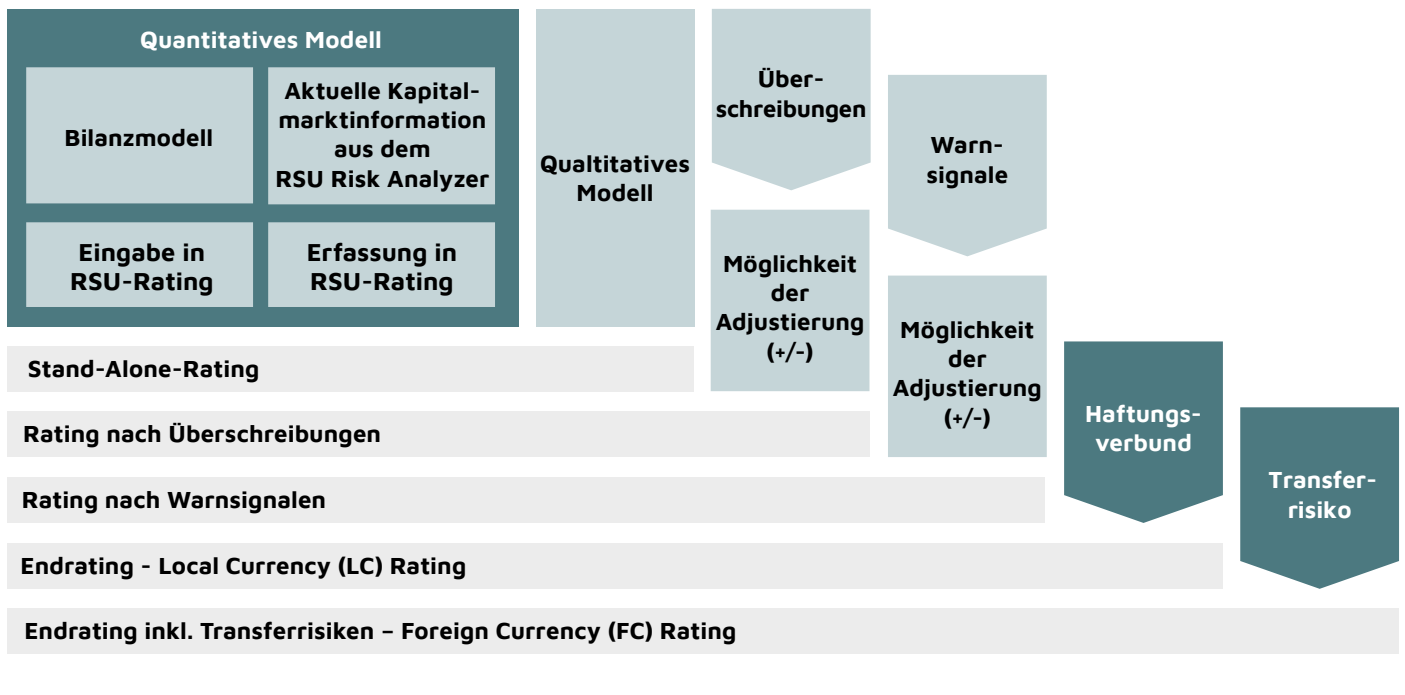 Quantitatives Modell
Bilanzmodell
Aktuelle Kapital-
marktinformation
aus dem
RSU Risk Analyzer
Eingabe in
RSU-Rating
Erfassung in
RSU-Rating
Qualtitatives
Modell
Über-
schreibungen
Möglichkeit
der
Adjustierung
(+/-)
Warn-
signale
Möglichkeit
der
Adjustierung
(+/-)
Haftungs-
verbund
Transfer-
risiko
Stand-Alone-Rating
Rating nach Überschreibungen
Rating nach Warnsignalen
Endrating - Local Currency (LC) Rating
Endrating inkl. Transferrisiken – Foreign Currency (FC) Rating